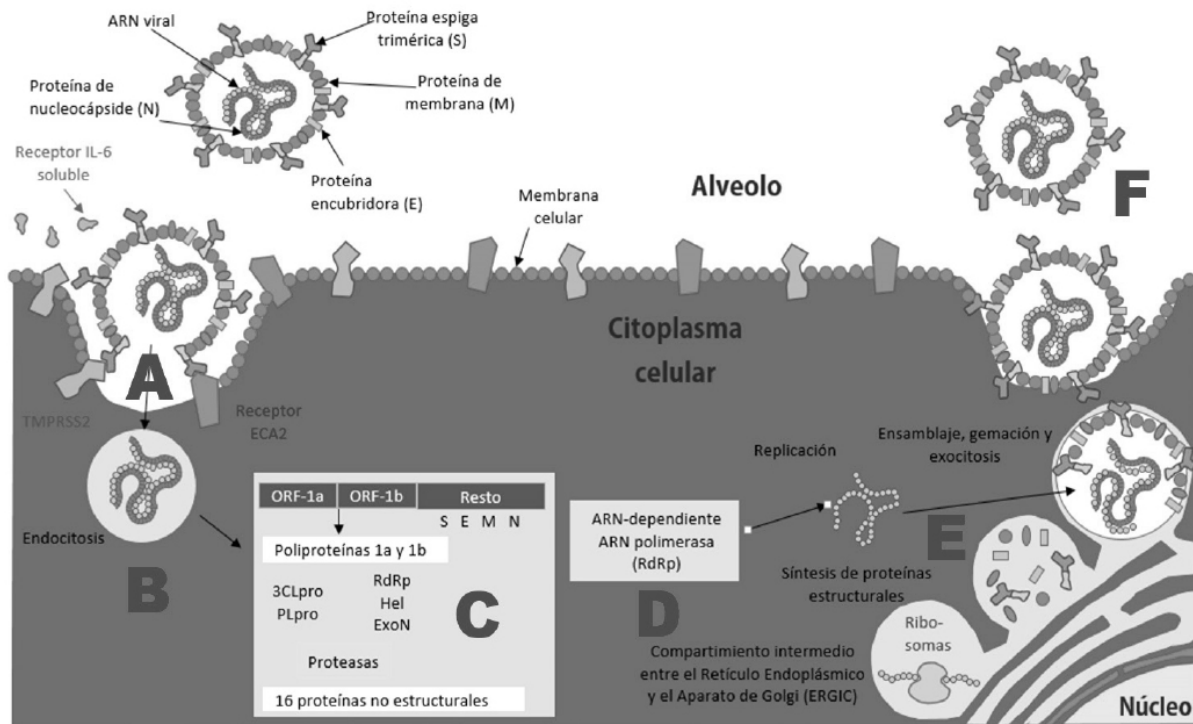 ARN viral
Proteína espiga
trimérica (S)
Proteína de
nucleocápside (N)
Proteína de
membrana (M)
Receptor IL-6
soluble
Proteína
encubridora (E)
Membrana
celular
Alveolo
F
Citoplasma
celular
A
TMPRSS2
Receptor
ECA2
Endocitosis
B
ORF-1a ORF-1b Resto
S E M N
Poliproteínas 1a y 1b
3CLpro
PLpro
RdRp
Hel
ExoN
C
Proteasas
16 proteínas no estructurales
ARN-dependiente
ARN polimerasa
(RdRp)
D
Replicación
Ensamblaje, gemación y
exocitosis
E
Síntesis de proteínas
estructurales
Compartimiento intermedio
entre el Retículo Endoplásmico
y el Aparato de Golgi (ERGIC)
Ribo-
somas
Núcleo